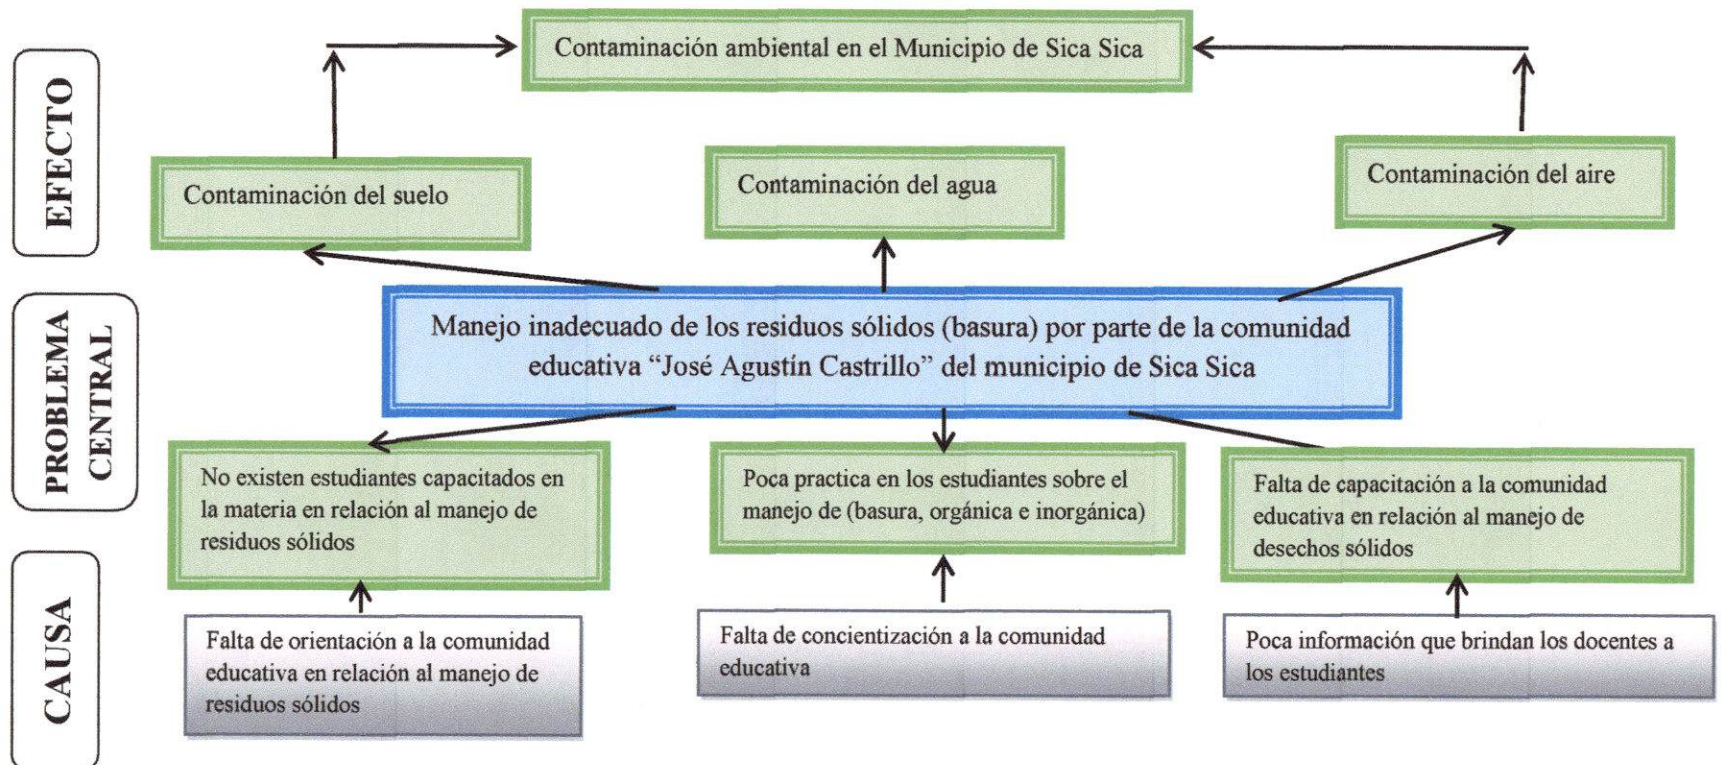 EFECTO
Contaminación ambiental en el Municipio de Sica Sica
Contaminación del suelo
Contaminación del agua
Contaminación del aire
PROBLEMA
CENTRAL
Manejo inadecuado de los residuos sólidos (basura) por parte de la comunidad
educativa “José Agustín Castrillo” del municipio de Sica Sica
No existen estudiantes capacitados en
la materia en relación al manejo de
residuos sólidos
Poca practica en los estudiantes sobre el
manejo de (basura, orgánica e inorgánica)
Falta de capacitación a la comunidad
educativa en relación al manejo de
desechos sólidos
CAUSA
Falta de orientación a la comunidad
educativa en relación al manejo de
residuos sólidos
Falta de concientización a la comunidad
educativa
Poca información que brindan los docentes a
los estudiantes